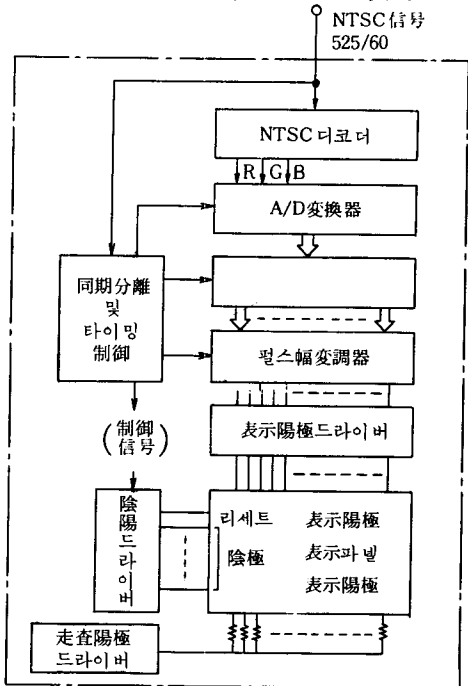 NTSC信号
525/60
NTSC디코더
R G B
A/D変換器
同期分離
및
타이밍
制御
펄스幅変調器
(制御
信号)
表示陽極드라이버
陰陽드라이버
리세트 表示陽極
陰極 表示파널
表示陽極
走査陽極
드라이버